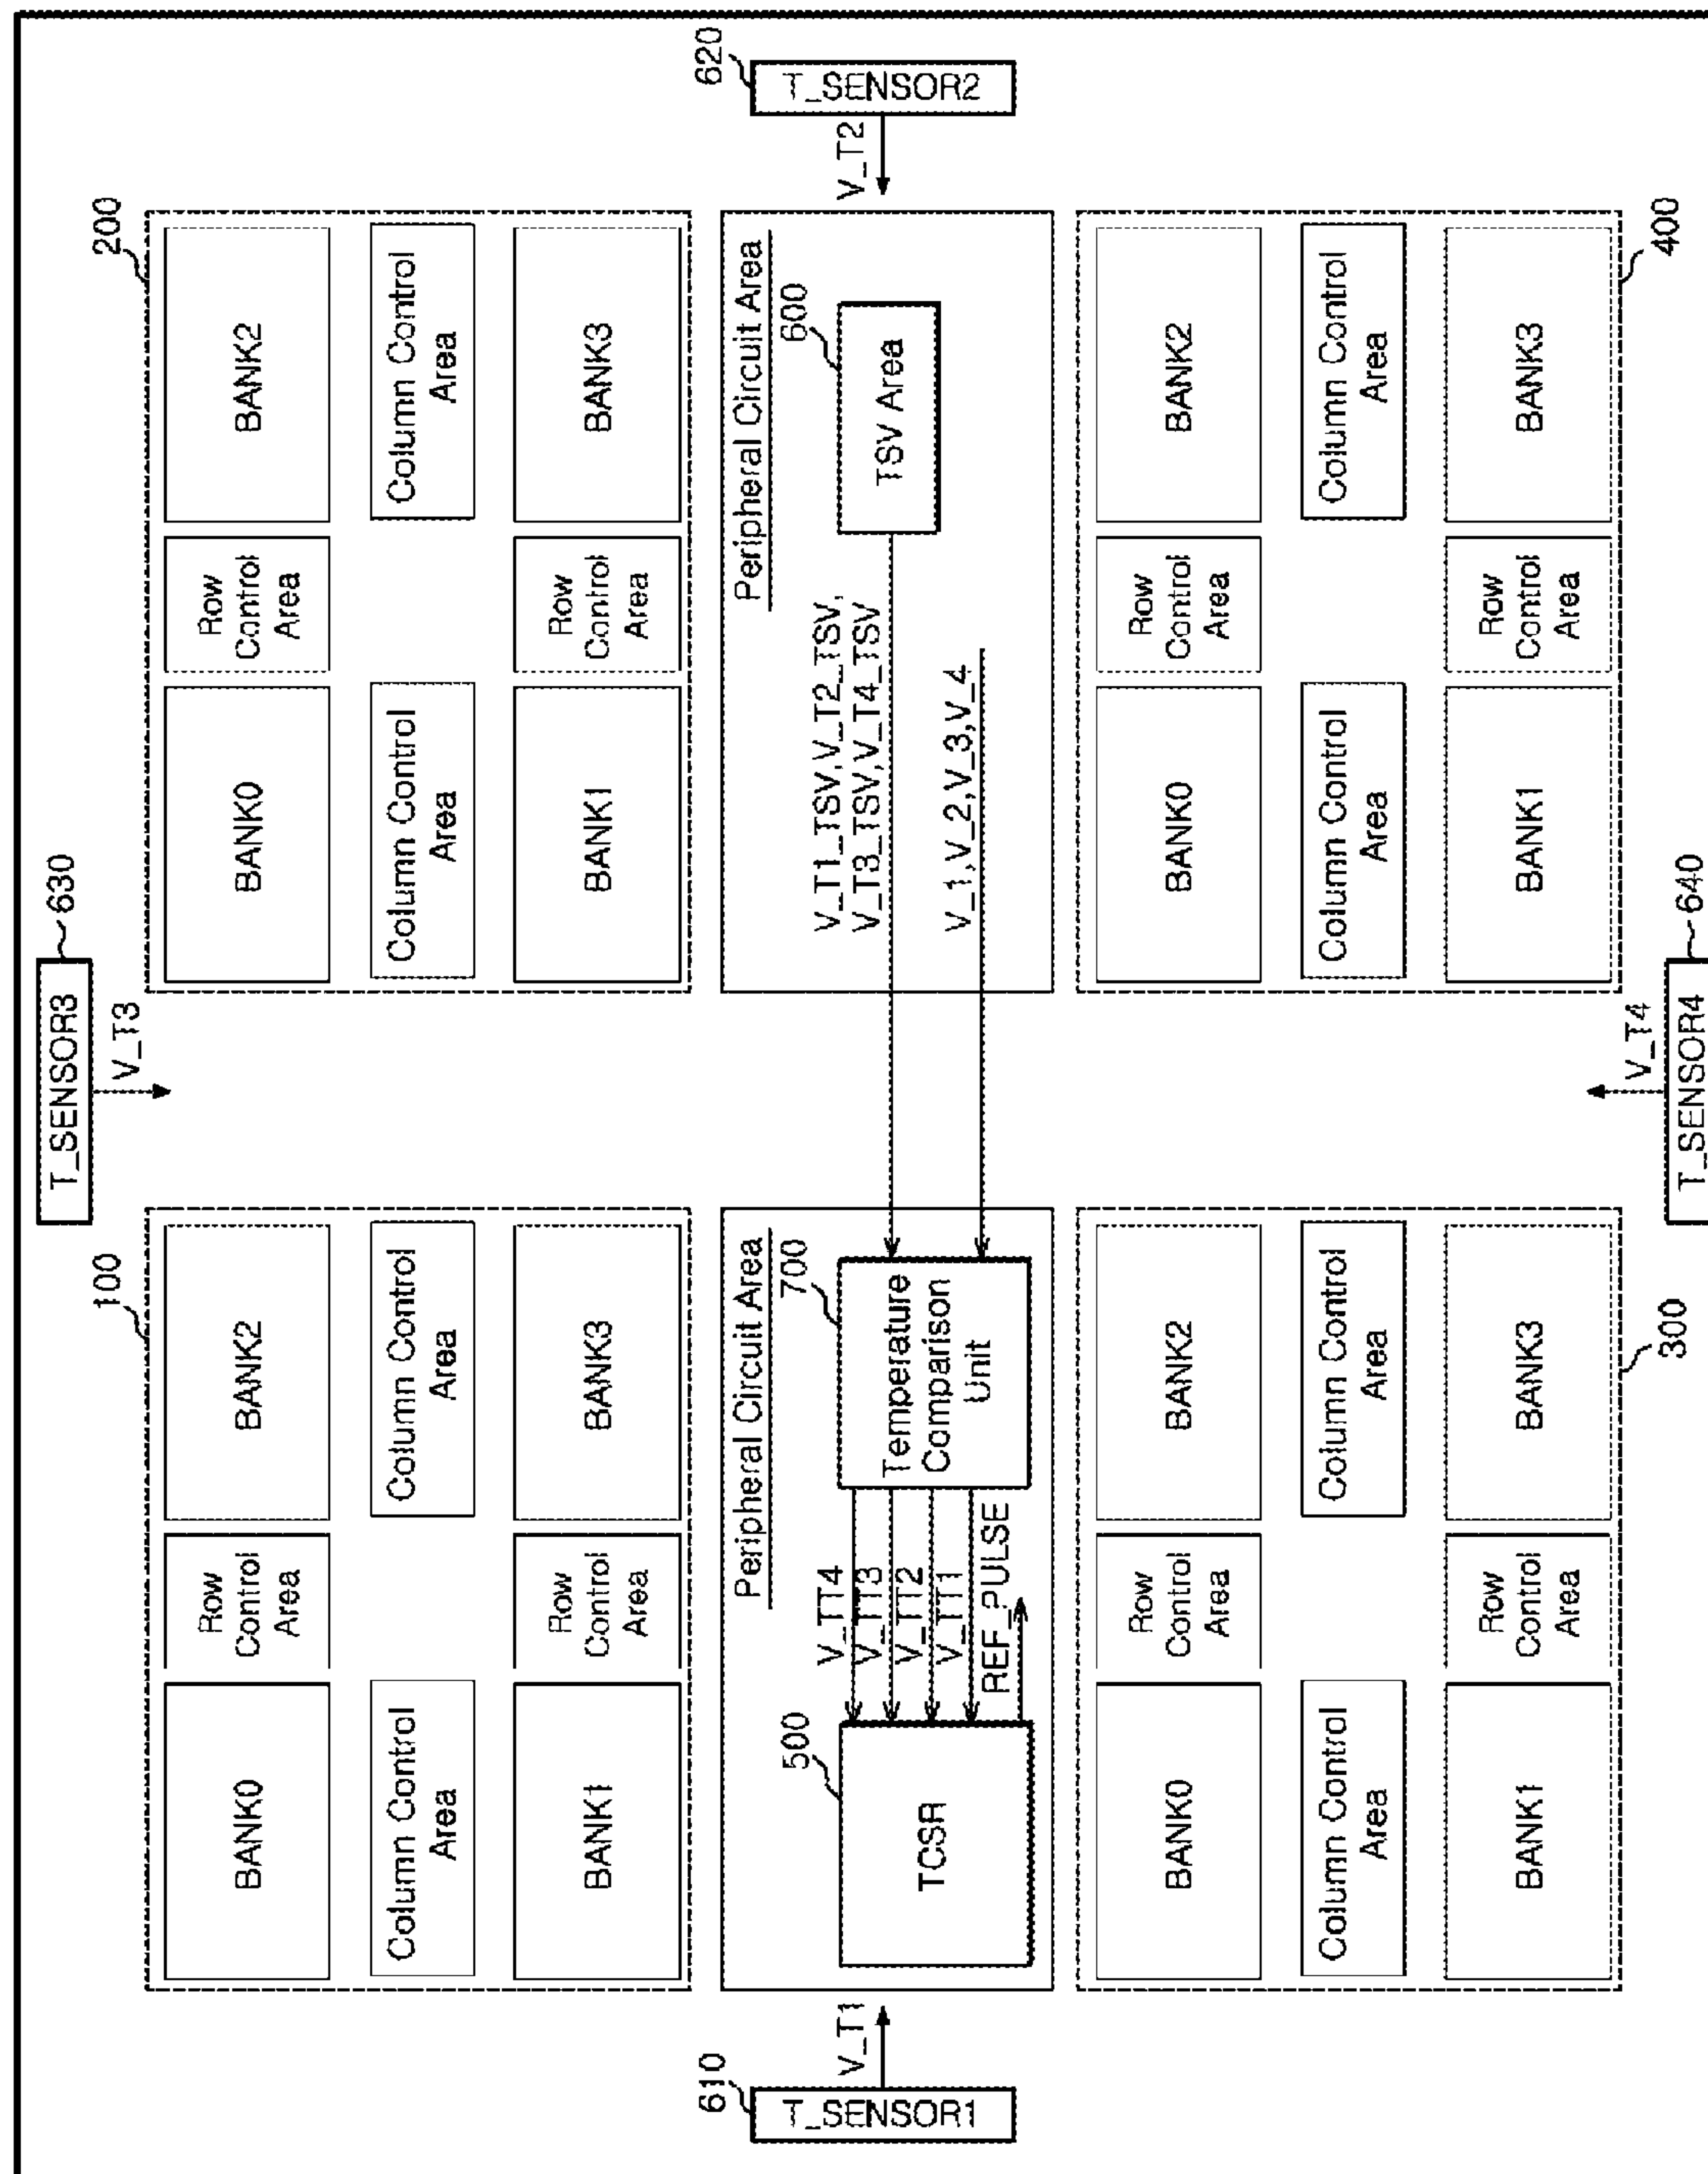 T_SENSOR3
630
V_T3
100
200
BANK0
Row
Control
Area
BANK2
BANK0
Row
Control
Area
BANK2
Column Control
Area
Column Control
Area
Column Control
Area
Column Control
Area
BANK1
Row
Control
Area
BANK3
BANK1
Row
Control
Area
BANK3
610
T_SENSOR1
V_T1
Peripheral Circuit Area
500
TCSR
V_TT4
V_TT3
V_TT2
V_TT1
REF_PULSE
700
Temperature
Comparison
Unit
Peripheral Circuit Area
V_T1_TSV,V_T2_TSV,
V_T3_TSV,V_T4_TSV
V_1,V_2,V_3,V_4
600
TSV Area
620
T_SENSOR2
V_T2
BANK0
Row
Control
Area
BANK2
BANK0
Row
Control
Area
BANK2
Column Control
Area
Column Control
Area
Column Control
Area
Column Control
Area
BANK1
Row
Control
Area
BANK3
BANK1
Row
Control
Area
BANK3
300
400
V_T4
T_SENSOR4
640